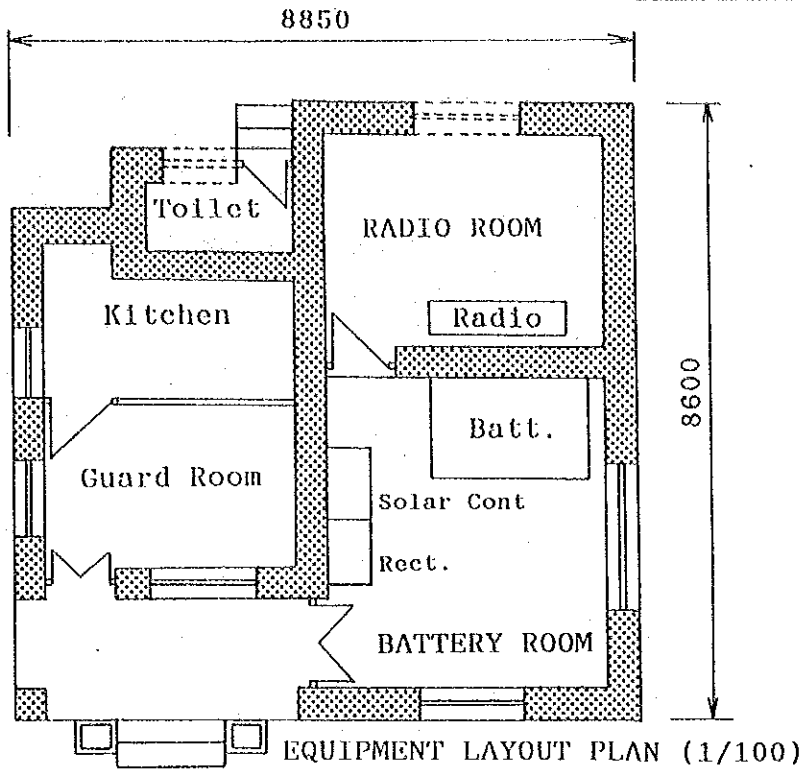 8850
Toilet
RADIO ROOM
Kitchen
Radio
8600
Batt.
Guard Room
Solar Cont
Rect.
BATTERY ROOM
EQUIPMENT LAYOUT PLAN (1/100)